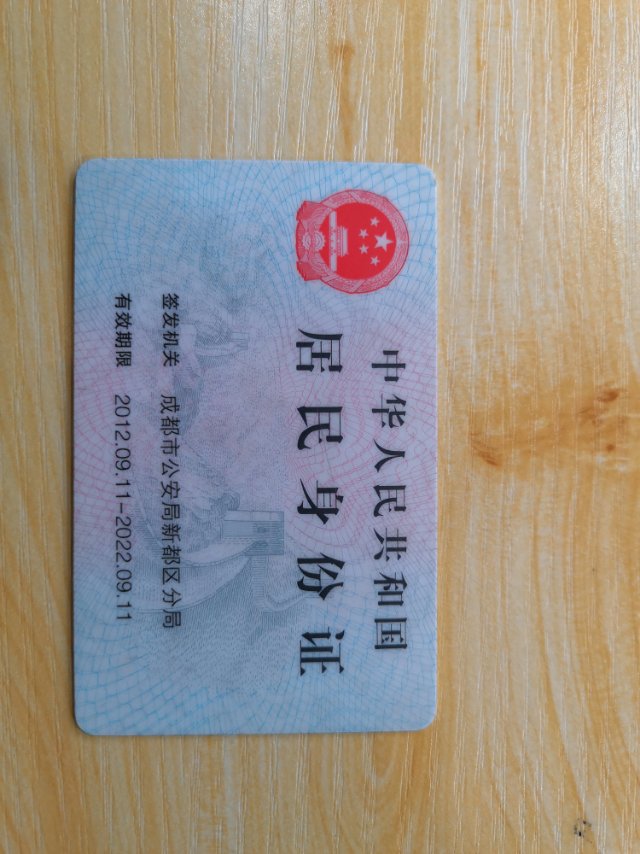 中华人民共和国
居民身份证
签发机关 成都市公安局新都区分局
有效期限 2012.09.11-2022.09.11